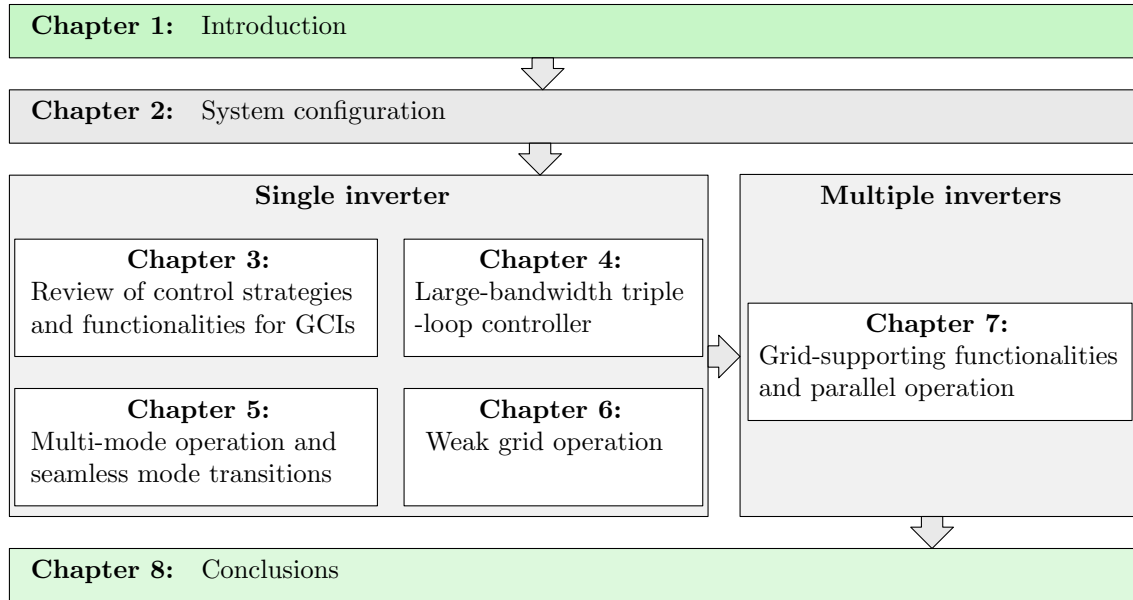 Chapter 1: Introduction
Chapter 2: System configuration
Single inverter
Chapter 3:
Review of control strategies
and functionalities for GCIs
Chapter 4:
Large-bandwidth triple
-loop controller
Chapter 5:
Multi-mode operation and
seamless mode transitions
Chapter 6:
Weak grid operation
Multiple inverters
Chapter 7:
Grid-supporting functionalities
and parallel operation
Chapter 8: Conclusions